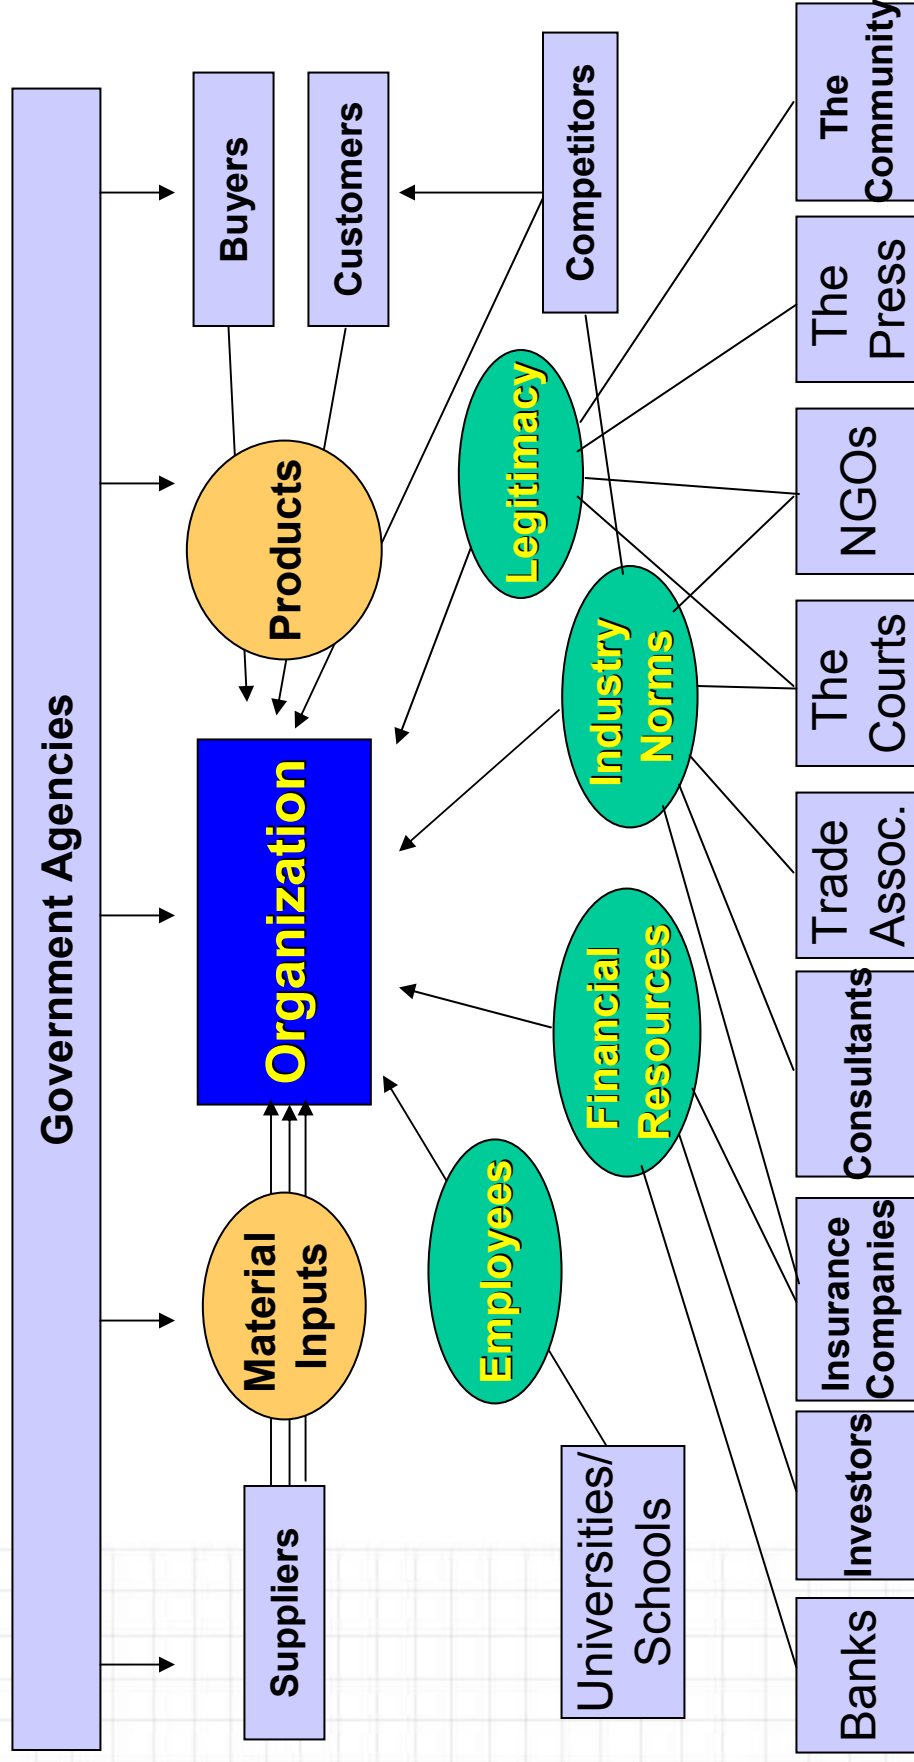 Government Agencies
Suppliers
Material
Inputs
Organization
Products
Buyers
Customers
Employees
Financial
Resources
Industry
Norms
Legitimacy
Competitors
Universities/
Schools
Banks
Investors
Insurance
Companies
Consultants
Trade
Assoc.
The
Courts
NGOs
The
Press
The
Community